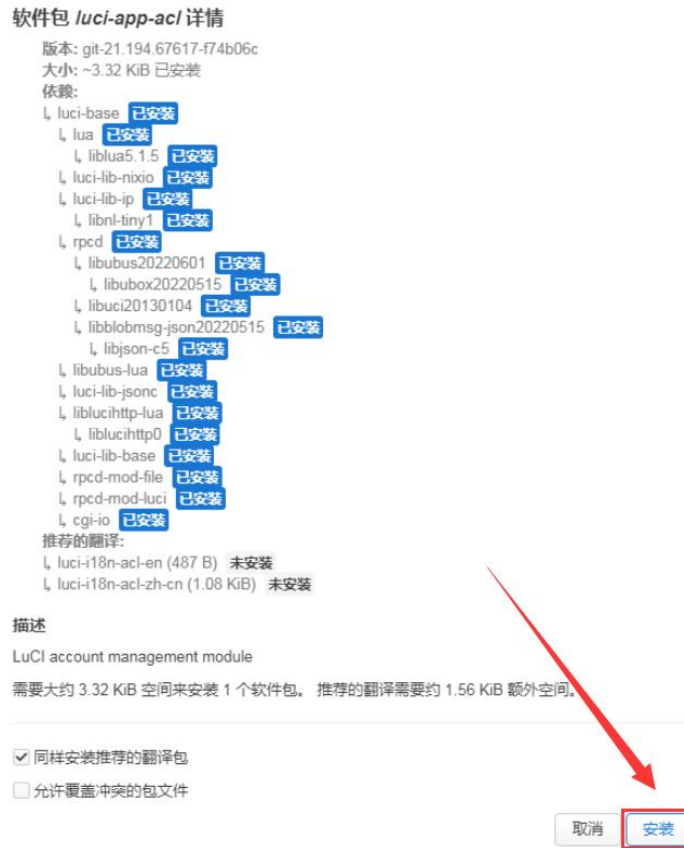 软件包 luci-app-acl 详情
版本: git-21.194.67617-f74b06c
大小: ~3.32 KiB 已安装
依赖:
luci-base 已安装
lua 已安装
liblua5.1.5 已安装
luci-lib-nixio 已安装
luci-lib-ip 已安装
libnl-tiny1 已安装
rpcd 已安装
libubus20220601 已安装
libubox20220515 已安装
libuci20130104 已安装
libblobmsg-json20220515 已安装
libjson-c5 已安装
libubus-lua 已安装
luci-lib-jsonc 已安装
liblucihttp-lua 已安装
liblucihttp0 已安装
luci-lib-base 已安装
rpcd-mod-file 已安装
rpcd-mod-luci 已安装
cgi-io 已安装
推荐的翻译:
luci-i18n-acl-en (487 B) 未安装
luci-i18n-acl-zh-cn (1.08 KiB) 未安装
描述
LuCI account management module
需要大约 3.32 KiB 空间来安装 1 个软件包。 推荐的翻译需要约 1.56 KiB 额外空间。
同样安装推荐的翻译包
允许覆盖冲突的包文件
取消 安装